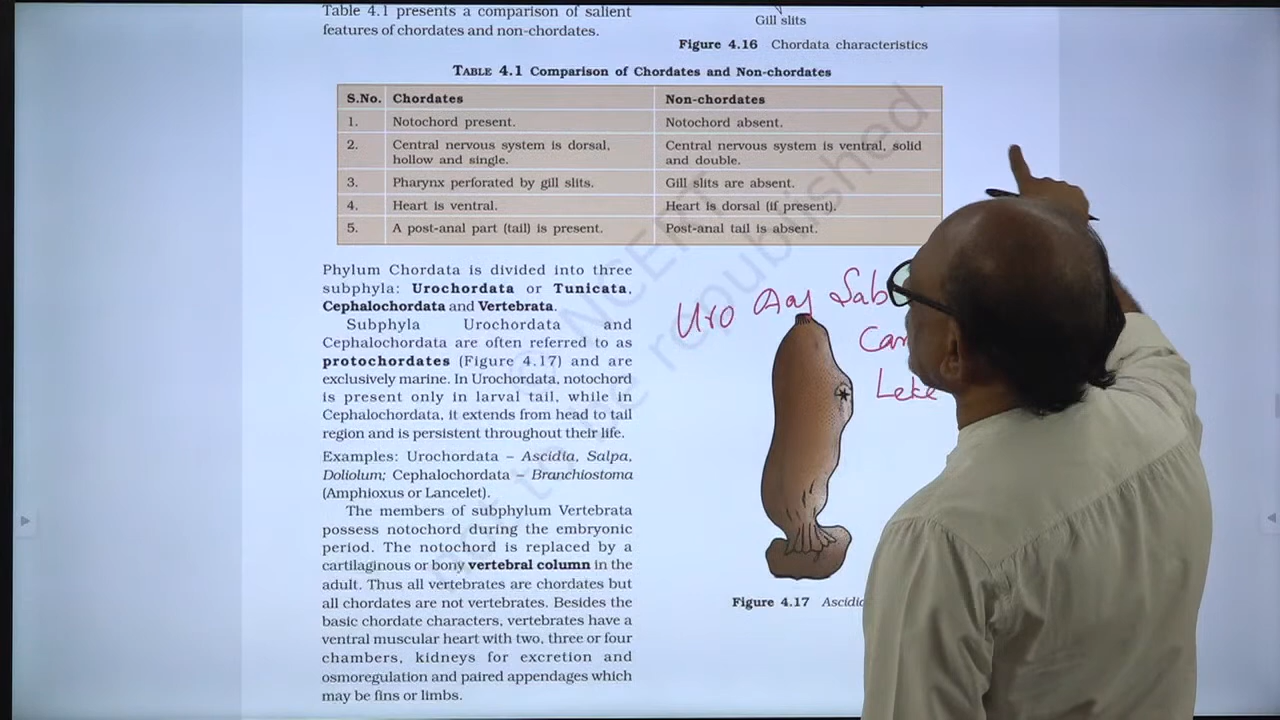 Table 4.1 presents a comparison of salient
features of chordates and non-chordates.
Gill slits
Figure 4.16 Chordata characteristics
TABLE 4.1 Comparison of Chordates and Non-chordates
S.No. Chordates Non-chordates
1. Notochord present. Notochord absent.
2. Central nervous system is dorsal, hollow and single. Central nervous system is ventral, solid and double.
3. Pharynx perforated by gill slits. Gill slits are absent.
4. Heart is ventral. Heart is dorsal (if present).
5. A post-anal part (tail) is present. Post-anal tail is absent.
Phylum Chordata is divided into three
subphyla: Urochordata or Tunicata,
Cephalochordata and Vertebrata.
Subphyla Urochordata and
Cephalochordata are often referred to as
protochordates (Figure 4.17) and are
exclusively marine. In Urochordata, notochord
is present only in larval tail, while in
Cephalochordata, it extends from head to tail
region and is persistent throughout their life.
Examples: Urochordata – Ascidia, Salpa,
Doliolum; Cephalochordata – Branchiostoma
(Amphioxus or Lancelet).
The members of subphylum Vertebrata
possess notochord during the embryonic
period. The notochord is replaced by a
cartilaginous or bony vertebral column in the
adult. Thus all vertebrates are chordates but
all chordates are not vertebrates. Besides the
basic chordate characters, vertebrates have a
ventral muscular heart with two, three or four
chambers, kidneys for excretion and
osmoregulation and paired appendages which
may be fins or limbs.
Uro Aaj Sab
Leke
Figure 4.17
© NCERT
not to be republished